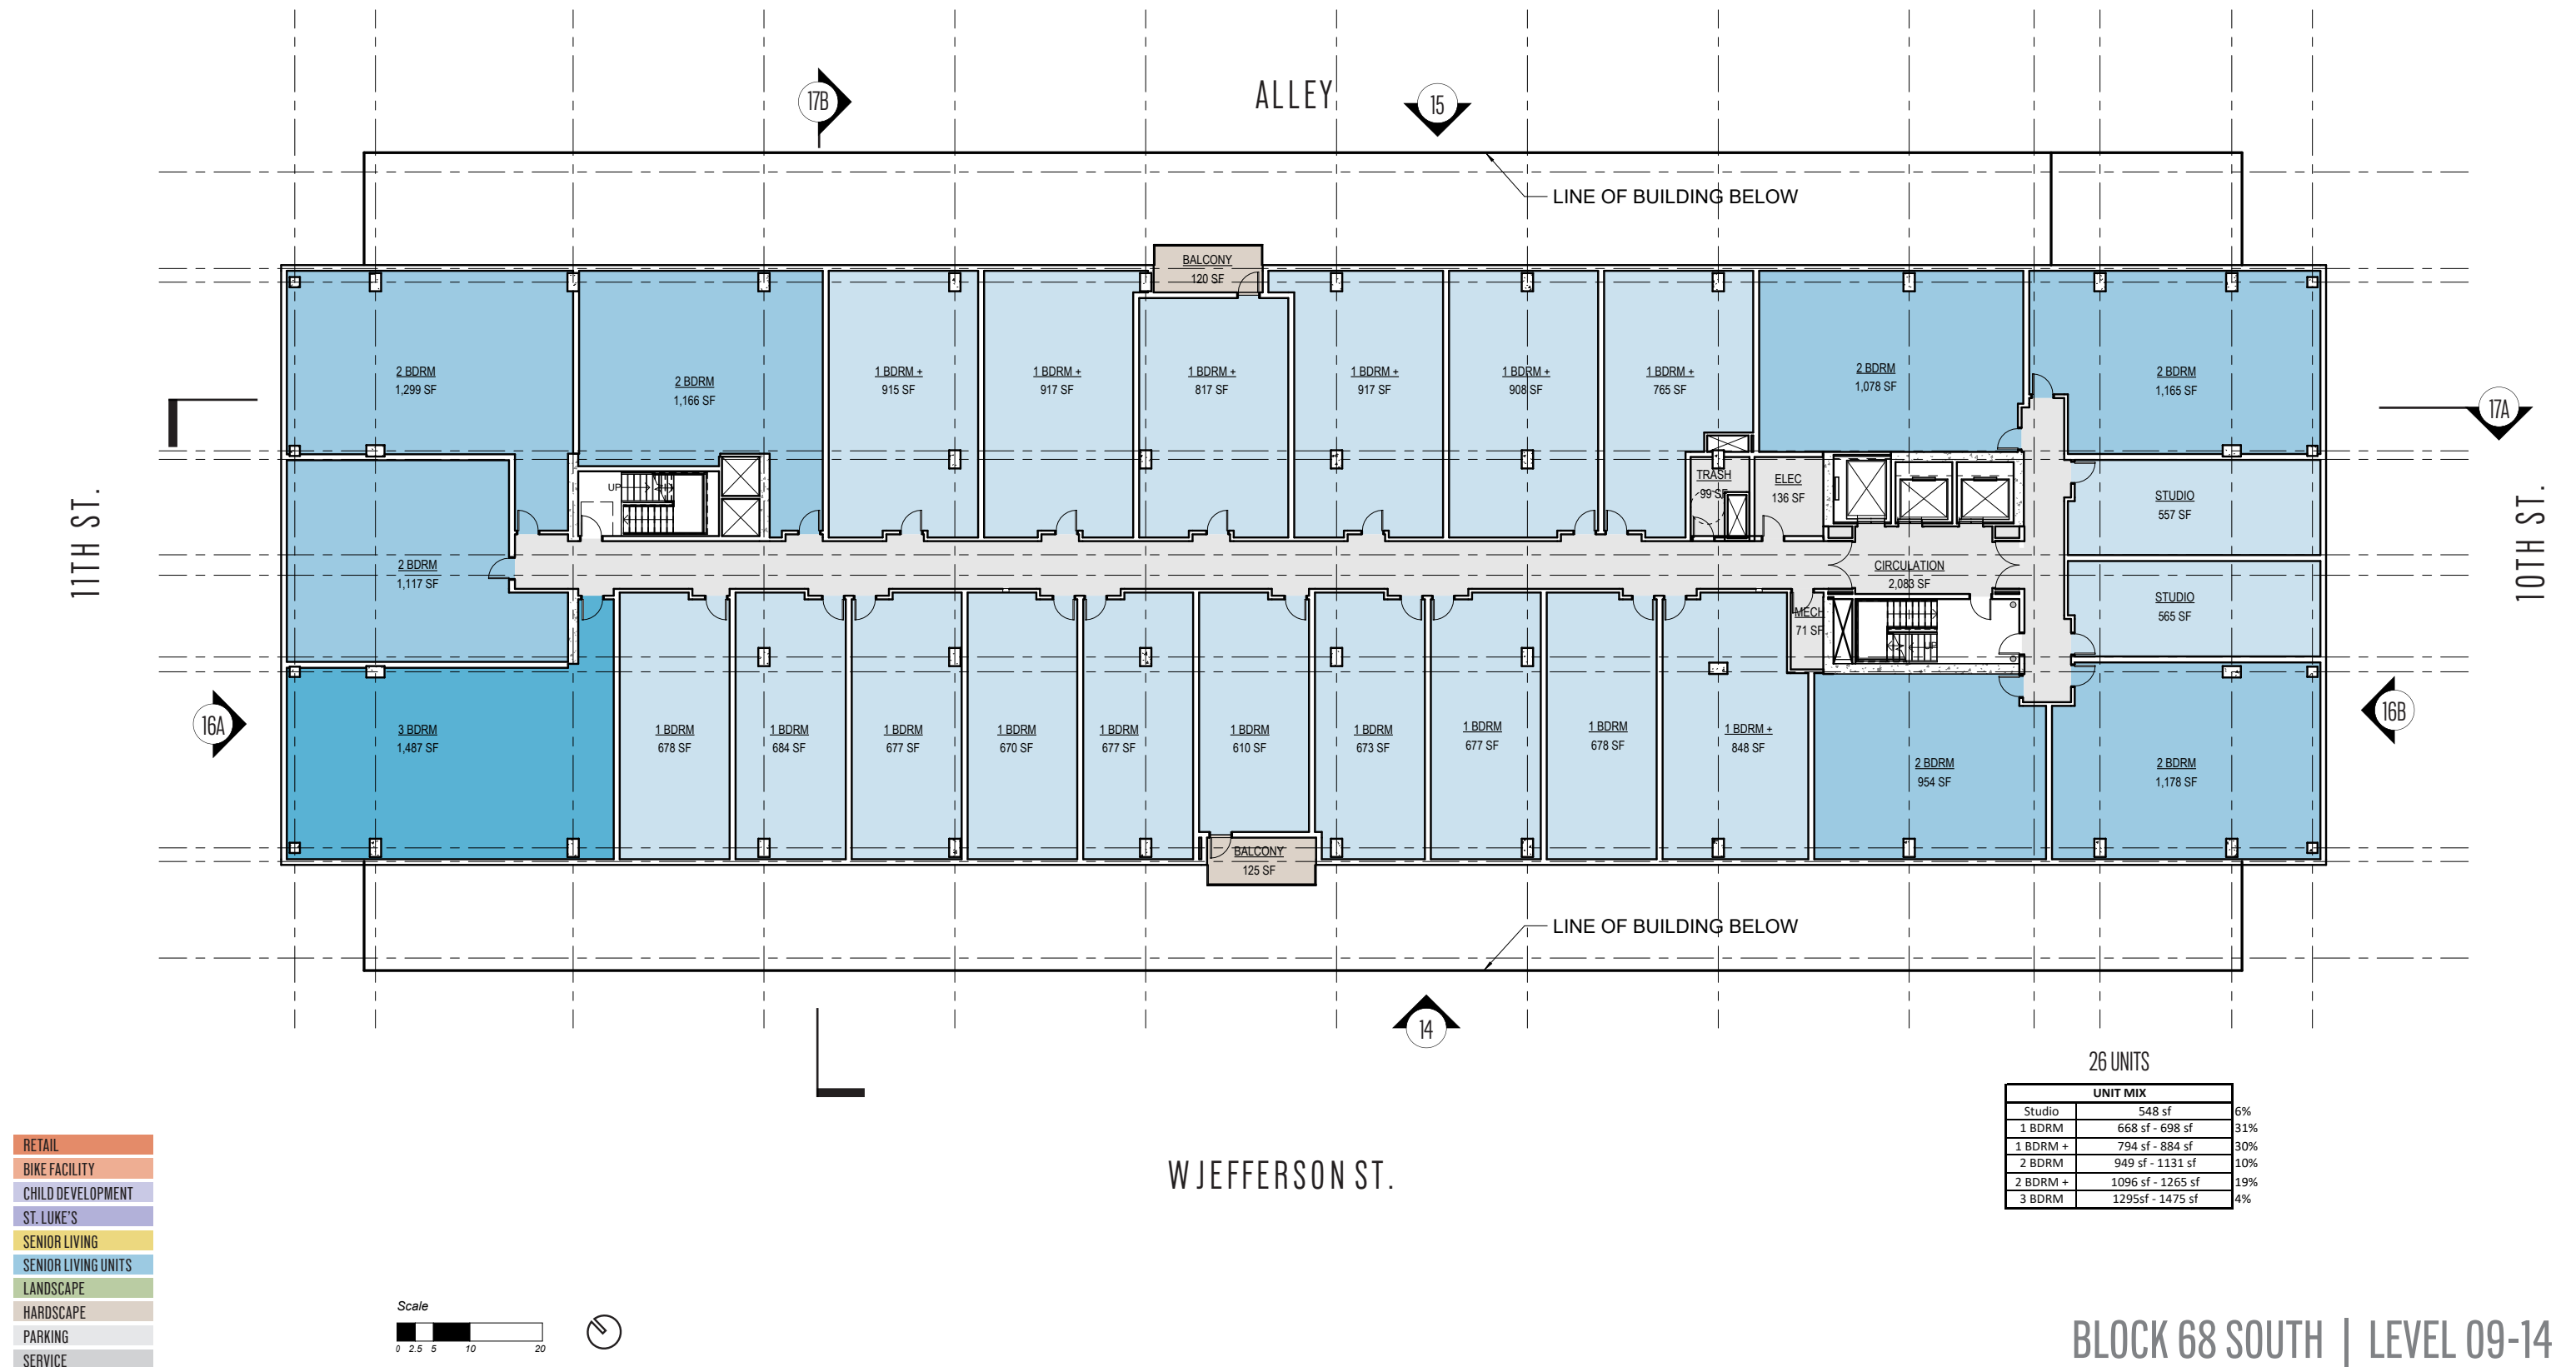 17B
ALLEY
15
LINE OF BUILDING BELOW
BALCONY
120 SF
2 BDRM
1,299 SF
2 BDRM
1,166 SF
1 BDRM +
915 SF
1 BDRM +
917 SF
1 BDRM +
817 SF
1 BDRM +
917 SF
1 BDRM +
908 SF
1 BDRM +
765 SF
2 BDRM
1,078 SF
2 BDRM
1,165 SF
17A
11TH ST.
10TH ST.
UP
TRASH
99 SF
ELEC
136 SF
STUDIO
557 SF
2 BDRM
1,117 SF
CIRCULATION
2,083 SF
STUDIO
565 SF
MECH
71 SF
UP
16A
3 BDRM
1,487 SF
1 BDRM
678 SF
1 BDRM
684 SF
1 BDRM
677 SF
1 BDRM
670 SF
1 BDRM
677 SF
1 BDRM
610 SF
1 BDRM
673 SF
1 BDRM
677 SF
1 BDRM
678 SF
1 BDRM +
848 SF
2 BDRM
954 SF
2 BDRM
1,178 SF
16B
BALCONY
125 SF
LINE OF BUILDING BELOW
14
26 UNITS
UNIT MIX
Studio 548 sf 6%
1 BDRM 668 sf - 698 sf 31%
1 BDRM + 794 sf - 884 sf 30%
2 BDRM 949 sf - 1131 sf 10%
2 BDRM + 1096 sf - 1265 sf 19%
3 BDRM 1295sf - 1475 sf 4%
W JEFFERSON ST.
RETAIL
BIKE FACILITY
CHILD DEVELOPMENT
ST. LUKE'S
SENIOR LIVING
SENIOR LIVING UNITS
LANDSCAPE
HARDSCAPE
PARKING
SERVICE
Scale
0 2.5 5 10 20
BLOCK 68 SOUTH | LEVEL 09-14